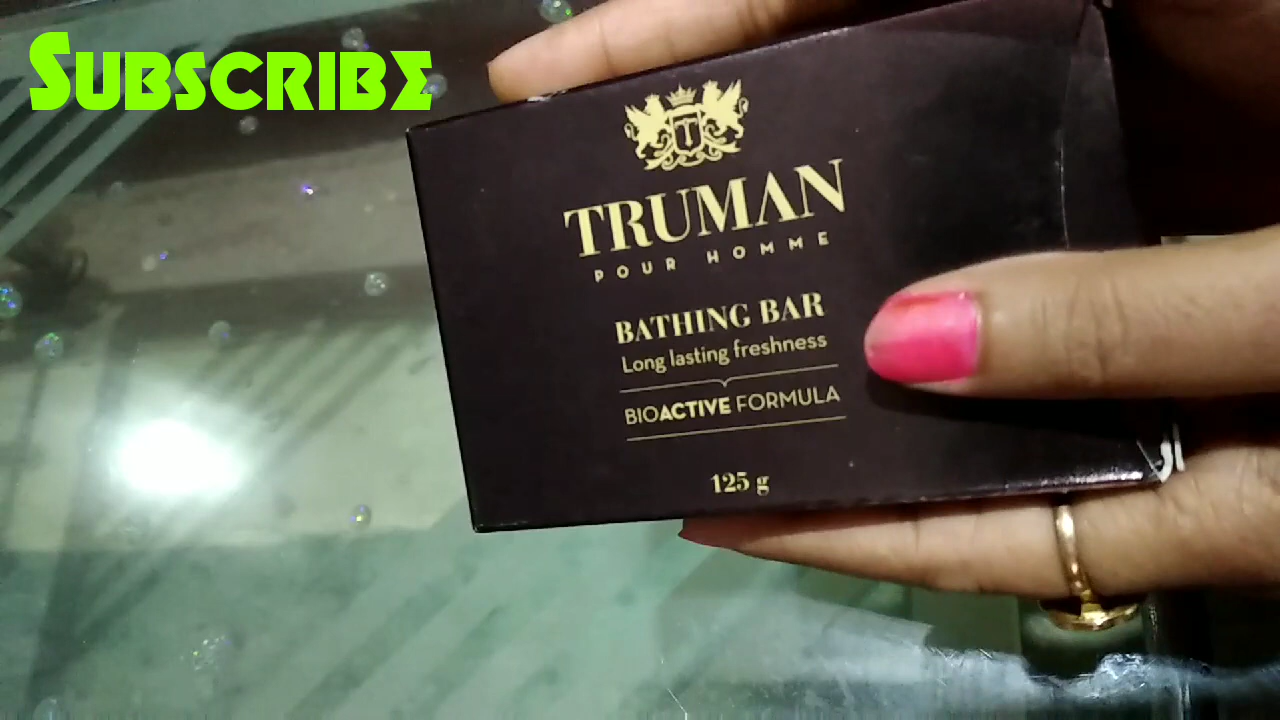 SUBSCRIBE
T
TRUMAN
POUR HOMME
BATHING BAR
Long lasting freshness
BIOACTIVE FORMULA
125 g